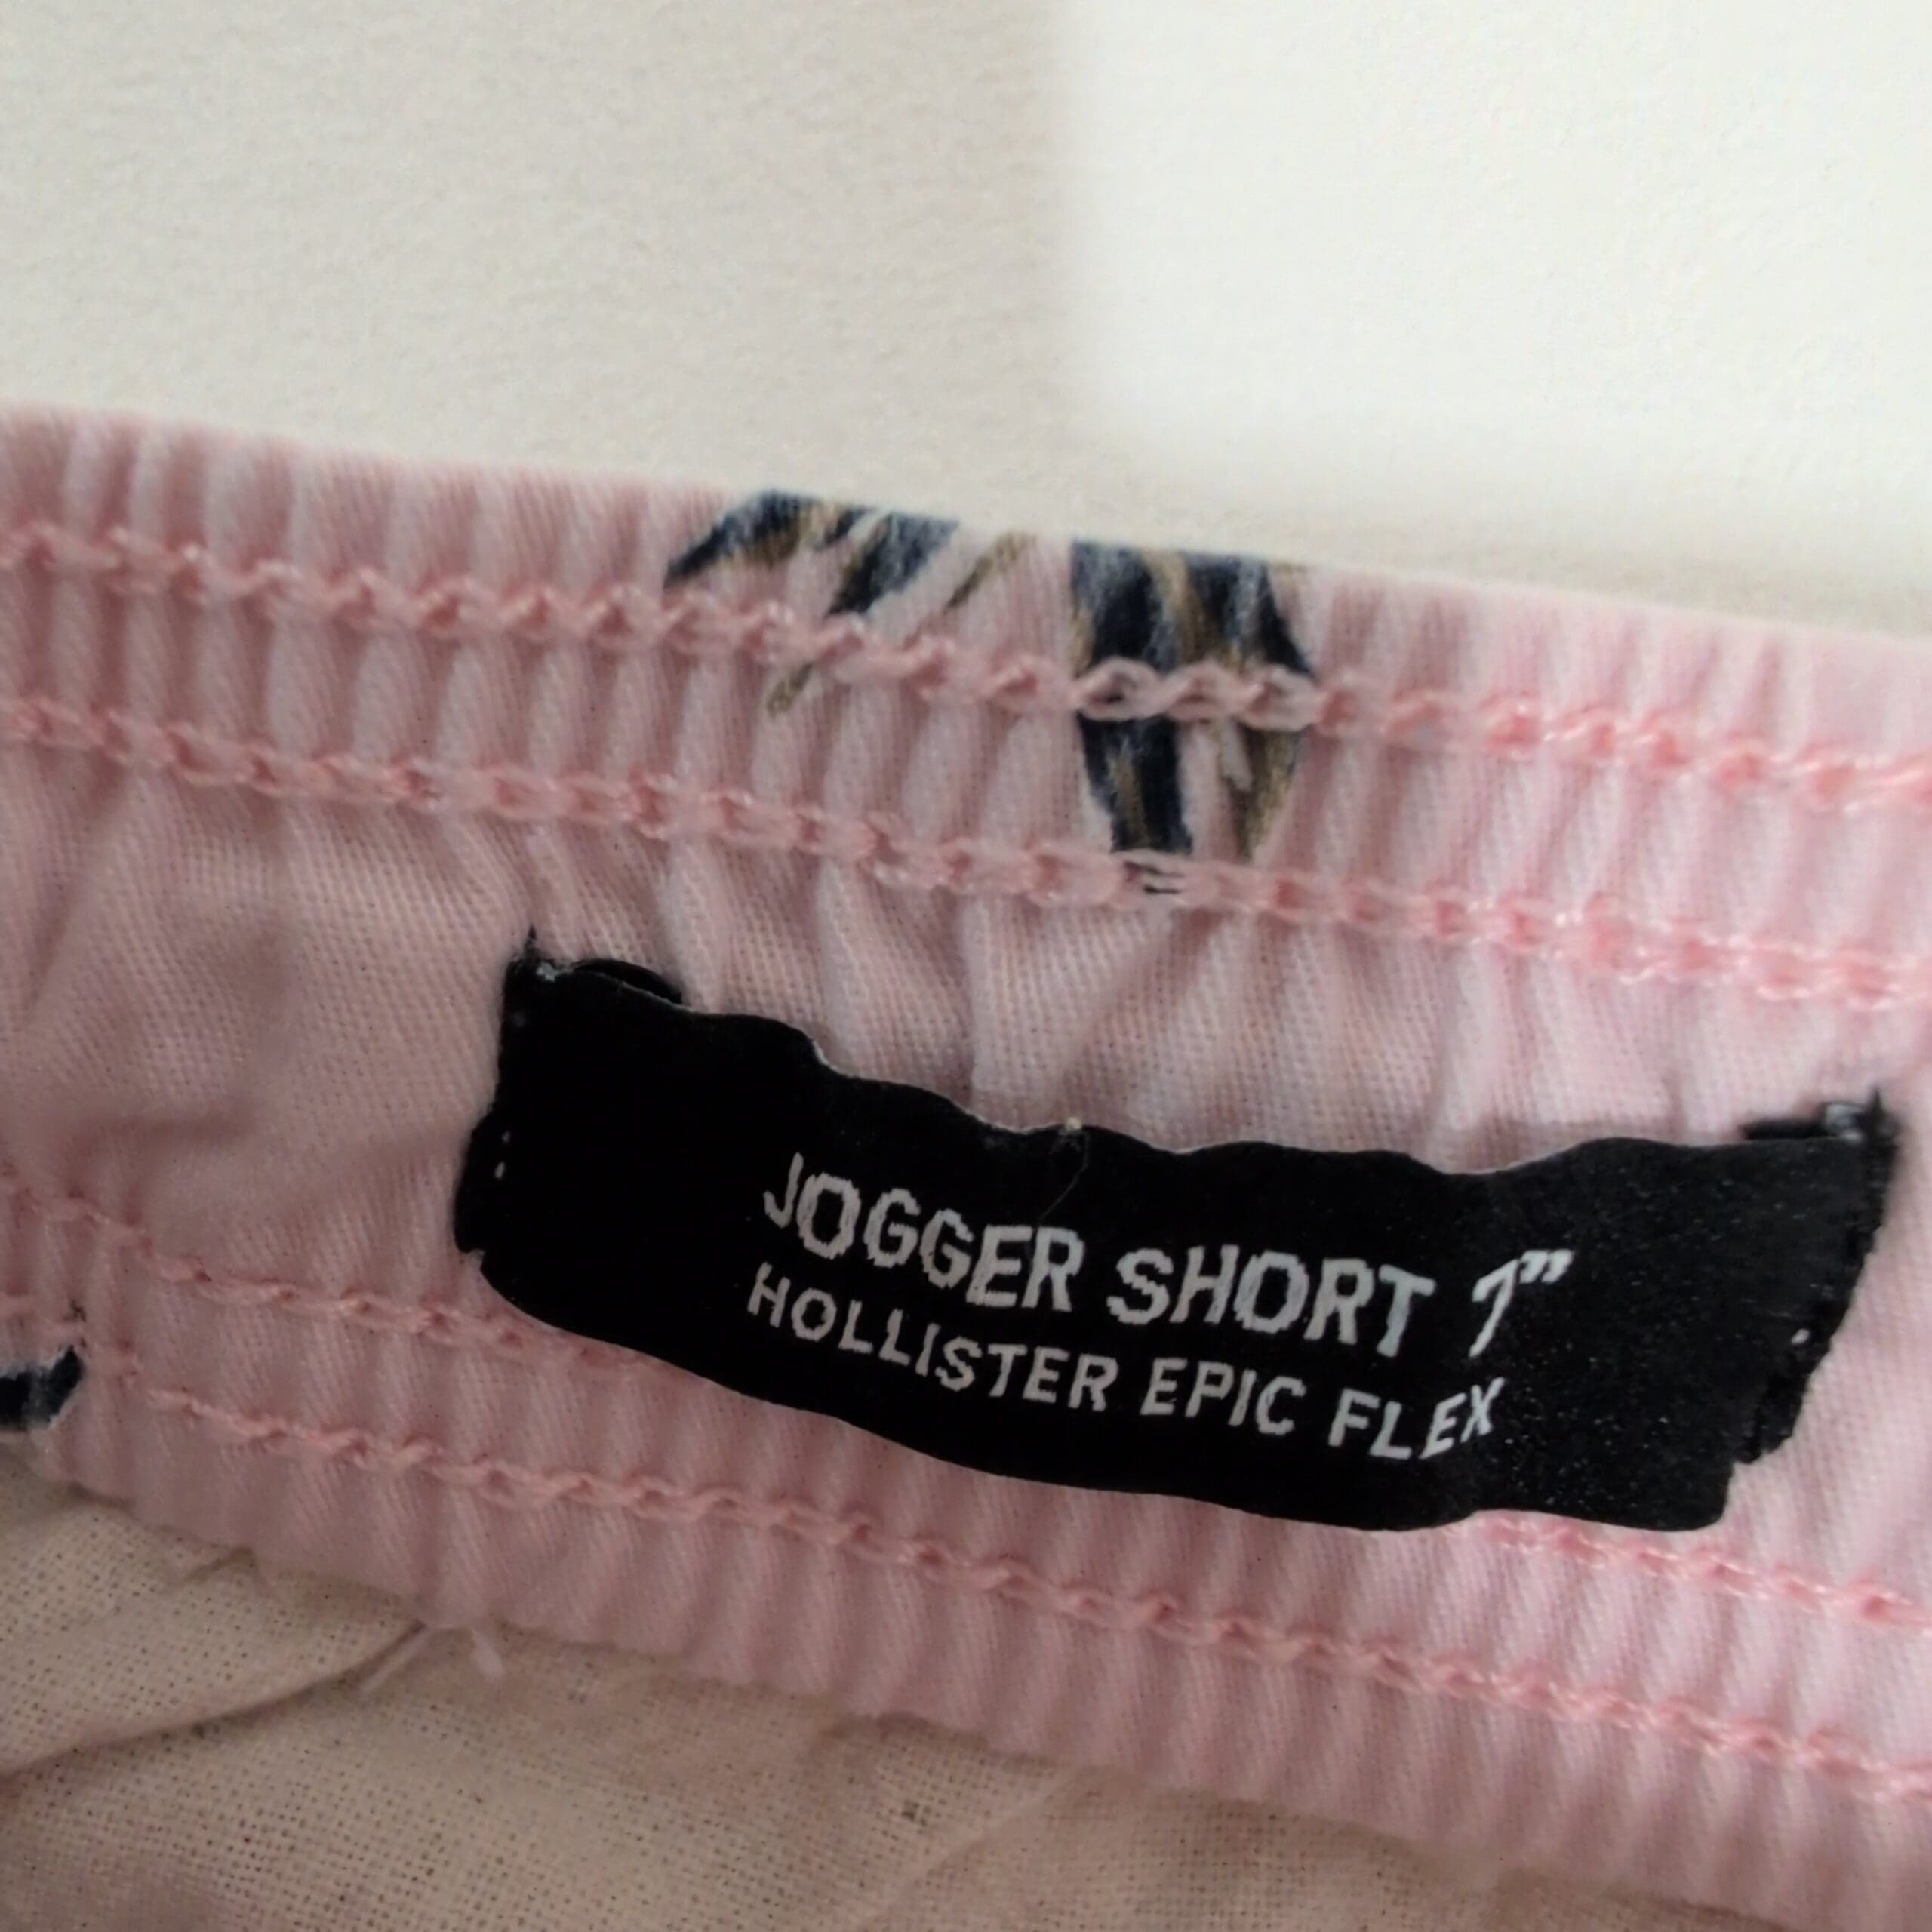 JOGGER SHORT 7"
HOLLISTER EPIC FLEX